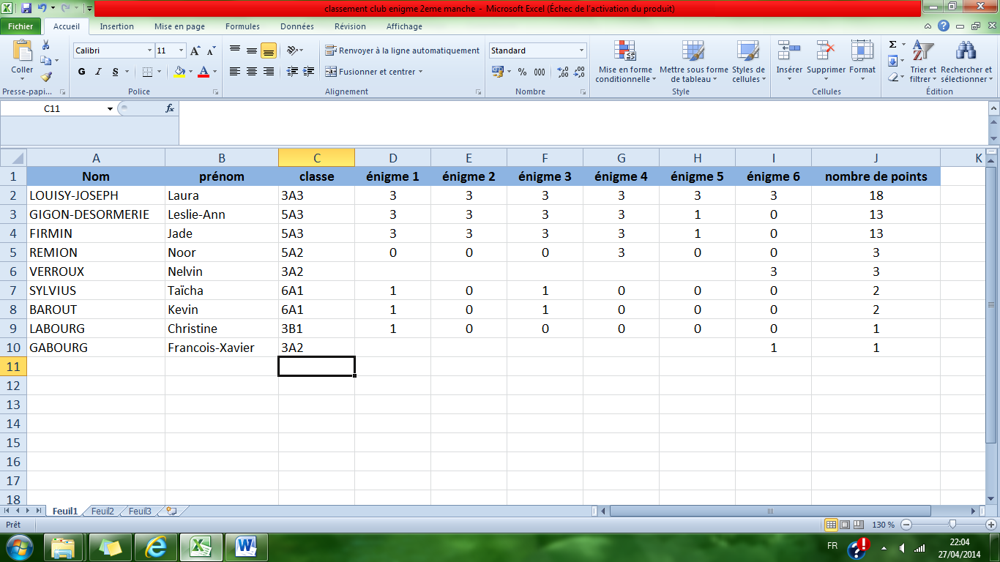 classement club enigme 2eme manche - Microsoft Excel (Échec de l'activation du produit)
Fichier Accueil Insertion Mise en page Formules Données Révision Affichage
Coller
Presse-papi...
Calibri 11
G I S A
Police
Renvoyer à la ligne automatiquement
Fusionner et centrer
Alignement
Standard
% 000
Nombre
Mise en forme conditionnelle
Mettre sous forme de tableau
Styles de cellules
Style
Insérer Supprimer Format
Cellules
Σ
Trier et filtrer
Rechercher et sélectionner
Édition
C11 fx
A B C D E F G H I J K
1 Nom prénom classe énigme 1 énigme 2 énigme 3 énigme 4 énigme 5 énigme 6 nombre de points
2 LOUISY-JOSEPH Laura 3A3 3 3 3 3 3 3 18
3 GIGON-DESORMERIE Leslie-Ann 5A3 3 3 3 3 1 0 13
4 FIRMIN Jade 5A3 3 3 3 3 1 0 13
5 REMION Noor 5A2 0 0 0 3 0 0 3
6 VERROUX Nelvin 3A2 3 3
7 SYLVIUS Taïcha 6A1 1 0 1 0 0 0 2
8 BAROUT Kevin 6A1 1 0 1 0 0 0 2
9 LABOURG Christine 3B1 1 0 0 0 0 0 1
10 GABOURG Francois-Xavier 3A2 1 1
11
12
13
14
15
16
17
18
Feuil1 Feuil2 Feuil3
Prêt 130 %
FR
22:04
27/04/2014